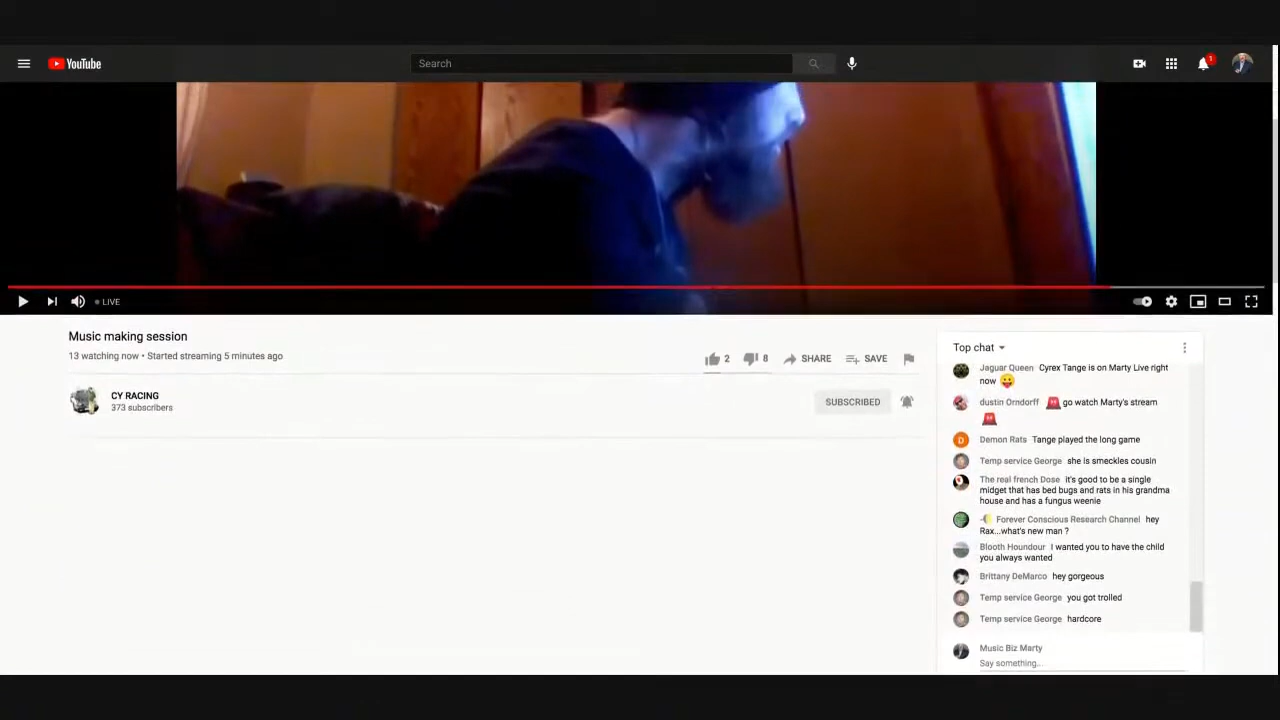 YouTube
Search
1
LIVE
Music making session
13 watching now • Started streaming 5 minutes ago
2
8
SHARE
SAVE
CY RACING
373 subscribers
SUBSCRIBED
Top chat
Jaguar Queen Cyrex Tange is on Marty Live right
now
dustin Orndorff go watch Marty's stream
D
Demon Rats Tange played the long game
Temp service George she is smeckles cousin
The real french Dose it's good to be a single
midget that has bed bugs and rats in his grandma
house and has a fungus weenie
Forever Conscious Research Channel hey
Rax...what's new man ?
Blooth Houndour I wanted you to have the child
you always wanted
Brittany DeMarco hey gorgeous
Temp service George you got trolled
Temp service George hardcore
Music Biz Marty
Say something...